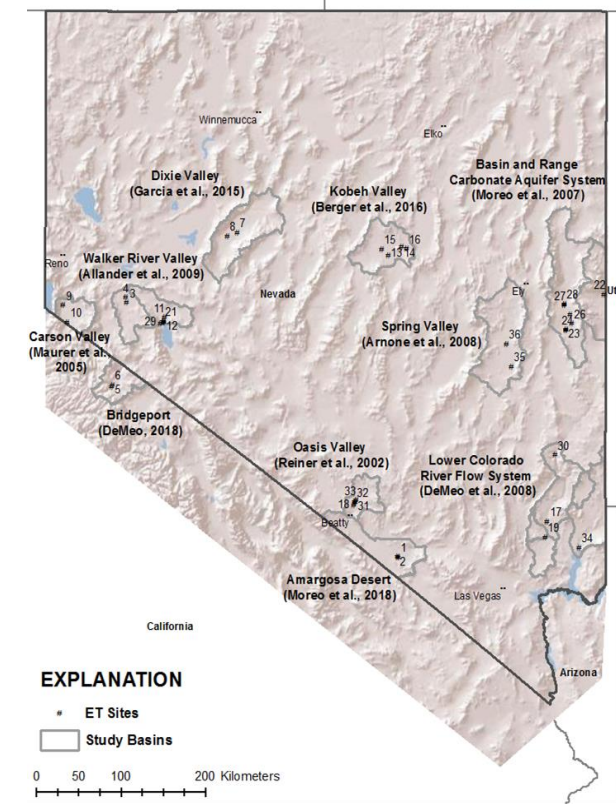 Winnemucca
Elko
Dixie Valley
(Garcia et al., 2015)
Kobeh Valley
(Berger et al., 2016)
Basin and Range
Carbonate Aquifer System
(Moreo et al., 2007)
8 7
15 16
13 14
Reno
Walker River Valley
(Allander et al., 2009)
4 3
9
10
11 21
29 12
Nevada
Ely
22
27 28
26
24 23
Carson Valley
(Maurer et al.,
2005)
Spring Valley
(Arnone et al., 2008)
36
35
6
5
Bridgeport
(DeMeo, 2018)
Oasis Valley
(Reiner et al., 2002)
33 32
18 31
Beatty
Lower Colorado
River Flow System
(DeMeo et al., 2008)
30
17
19
34
1
2
Amargosa Desert
(Moreo et al., 2018)
Las Vegas
California
Arizona
EXPLANATION
# ET Sites
Study Basins
0 50 100 200 Kilometers